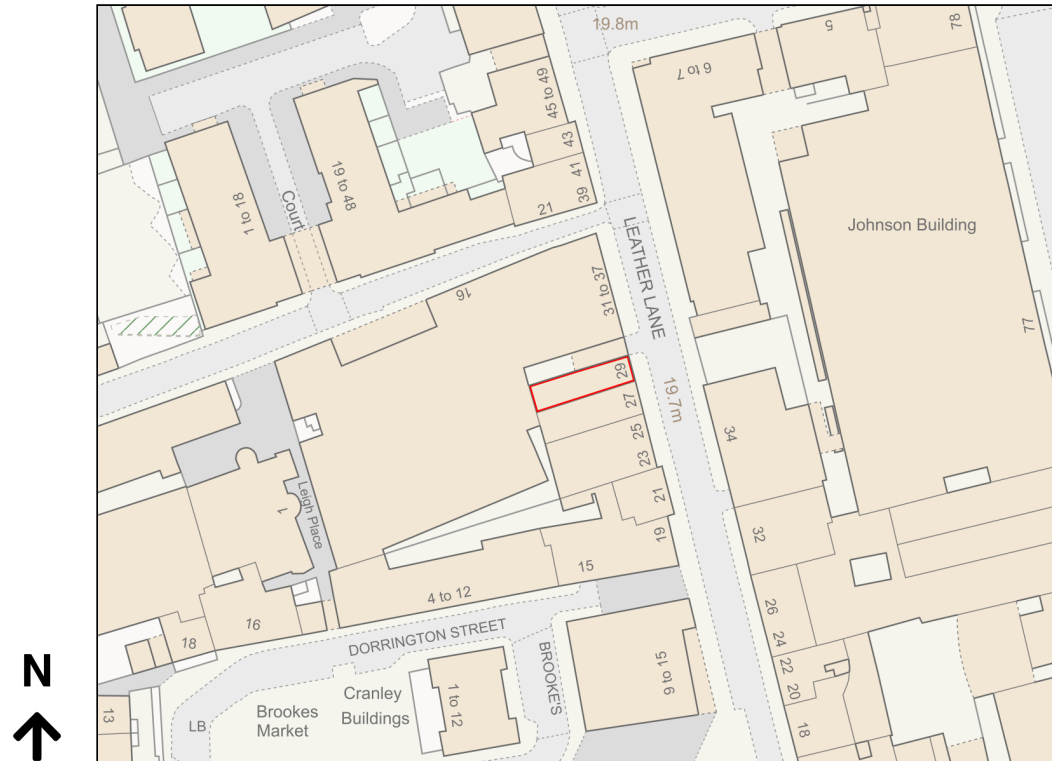 19.8m
5
78
6 to 7
45 to 49
43
41
39
21
19 to 48
1 to 18
Court
LEATHER LANE
Johnson Building
77
31 to 37
16
29
27
25
23
21
19
19.7m
34
32
26
24
22
20
18
1
Leigh Place
15
4 to 12
16
18
DORRINGTON STREET
BROOKE'S
9 to 15
Cranley
Buildings
1 to 12
Brookes
Market
LB
13
N